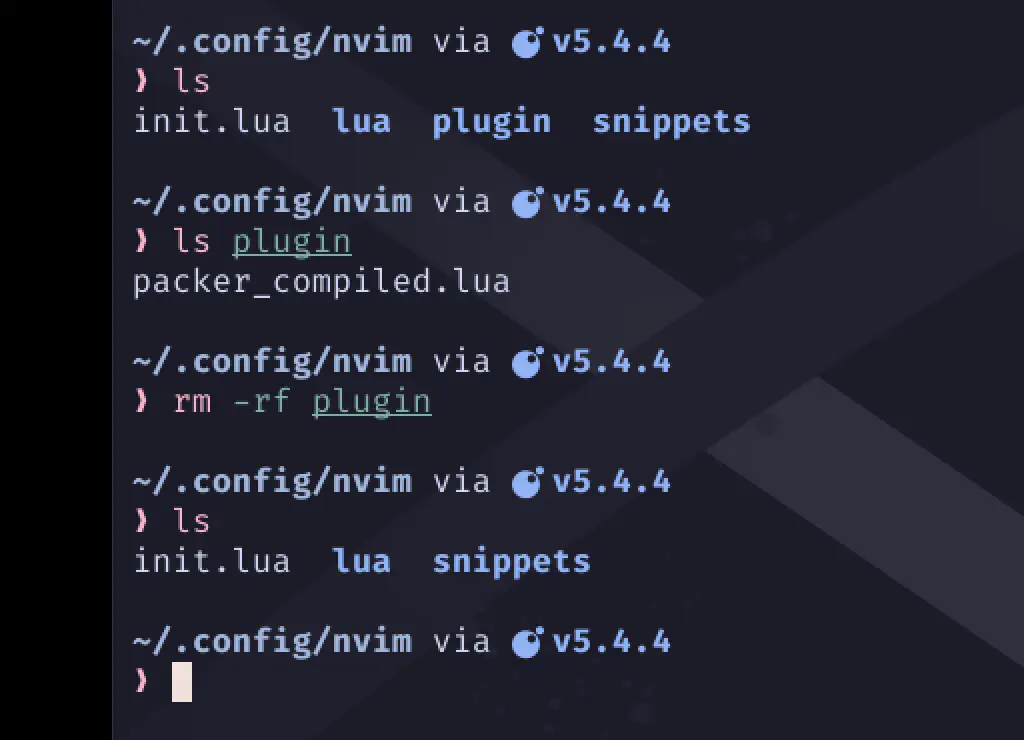 ~/.config/nvim via v5.4.4
❯ ls
init.lua  lua  plugin  snippets
~/.config/nvim via v5.4.4
❯ ls plugin
packer_compiled.lua
~/.config/nvim via v5.4.4
❯ rm -rf plugin
~/.config/nvim via v5.4.4
❯ ls
init.lua  lua  snippets
~/.config/nvim via v5.4.4
❯